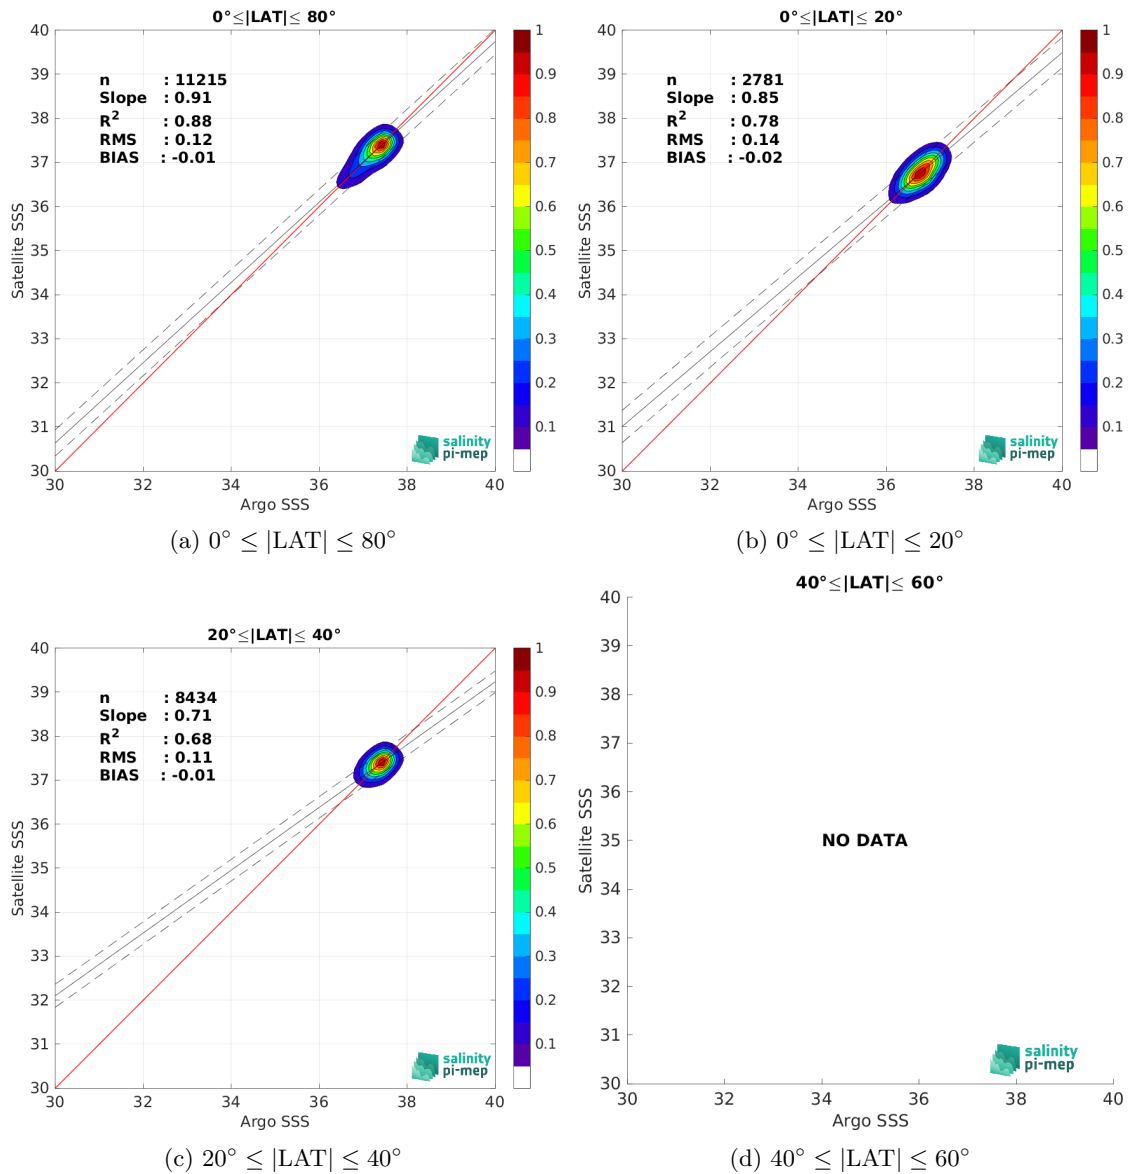 0°≤|LAT|≤ 80°
40
39
38
37
36
35
34
33
32
31
30
Satellite SSS
n : 11215
Slope : 0.91
R² : 0.88
RMS : 0.12
BIAS : -0.01
salinity
pi-mep
30 32 34 36 38 40
Argo SSS
1
0.9
0.8
0.7
0.6
0.5
0.4
0.3
0.2
0.1
(a) 0° ≤ |LAT| ≤ 80°
0°≤|LAT|≤ 20°
40
39
38
37
36
35
34
33
32
31
30
Satellite SSS
n : 2781
Slope : 0.85
R² : 0.78
RMS : 0.14
BIAS : -0.02
salinity
pi-mep
30 32 34 36 38 40
Argo SSS
1
0.9
0.8
0.7
0.6
0.5
0.4
0.3
0.2
0.1
(b) 0° ≤ |LAT| ≤ 20°
20°≤|LAT|≤ 40°
40
39
38
37
36
35
34
33
32
31
30
Satellite SSS
n : 8434
Slope : 0.71
R² : 0.68
RMS : 0.11
BIAS : -0.01
salinity
pi-mep
30 32 34 36 38 40
Argo SSS
1
0.9
0.8
0.7
0.6
0.5
0.4
0.3
0.2
0.1
(c) 20° ≤ |LAT| ≤ 40°
40°≤|LAT|≤ 60°
40
39
38
37
36
35
34
33
32
31
30
Satellite SSS
NO DATA
salinity
pi-mep
30 32 34 36 38 40
Argo SSS
(d) 40° ≤ |LAT| ≤ 60°